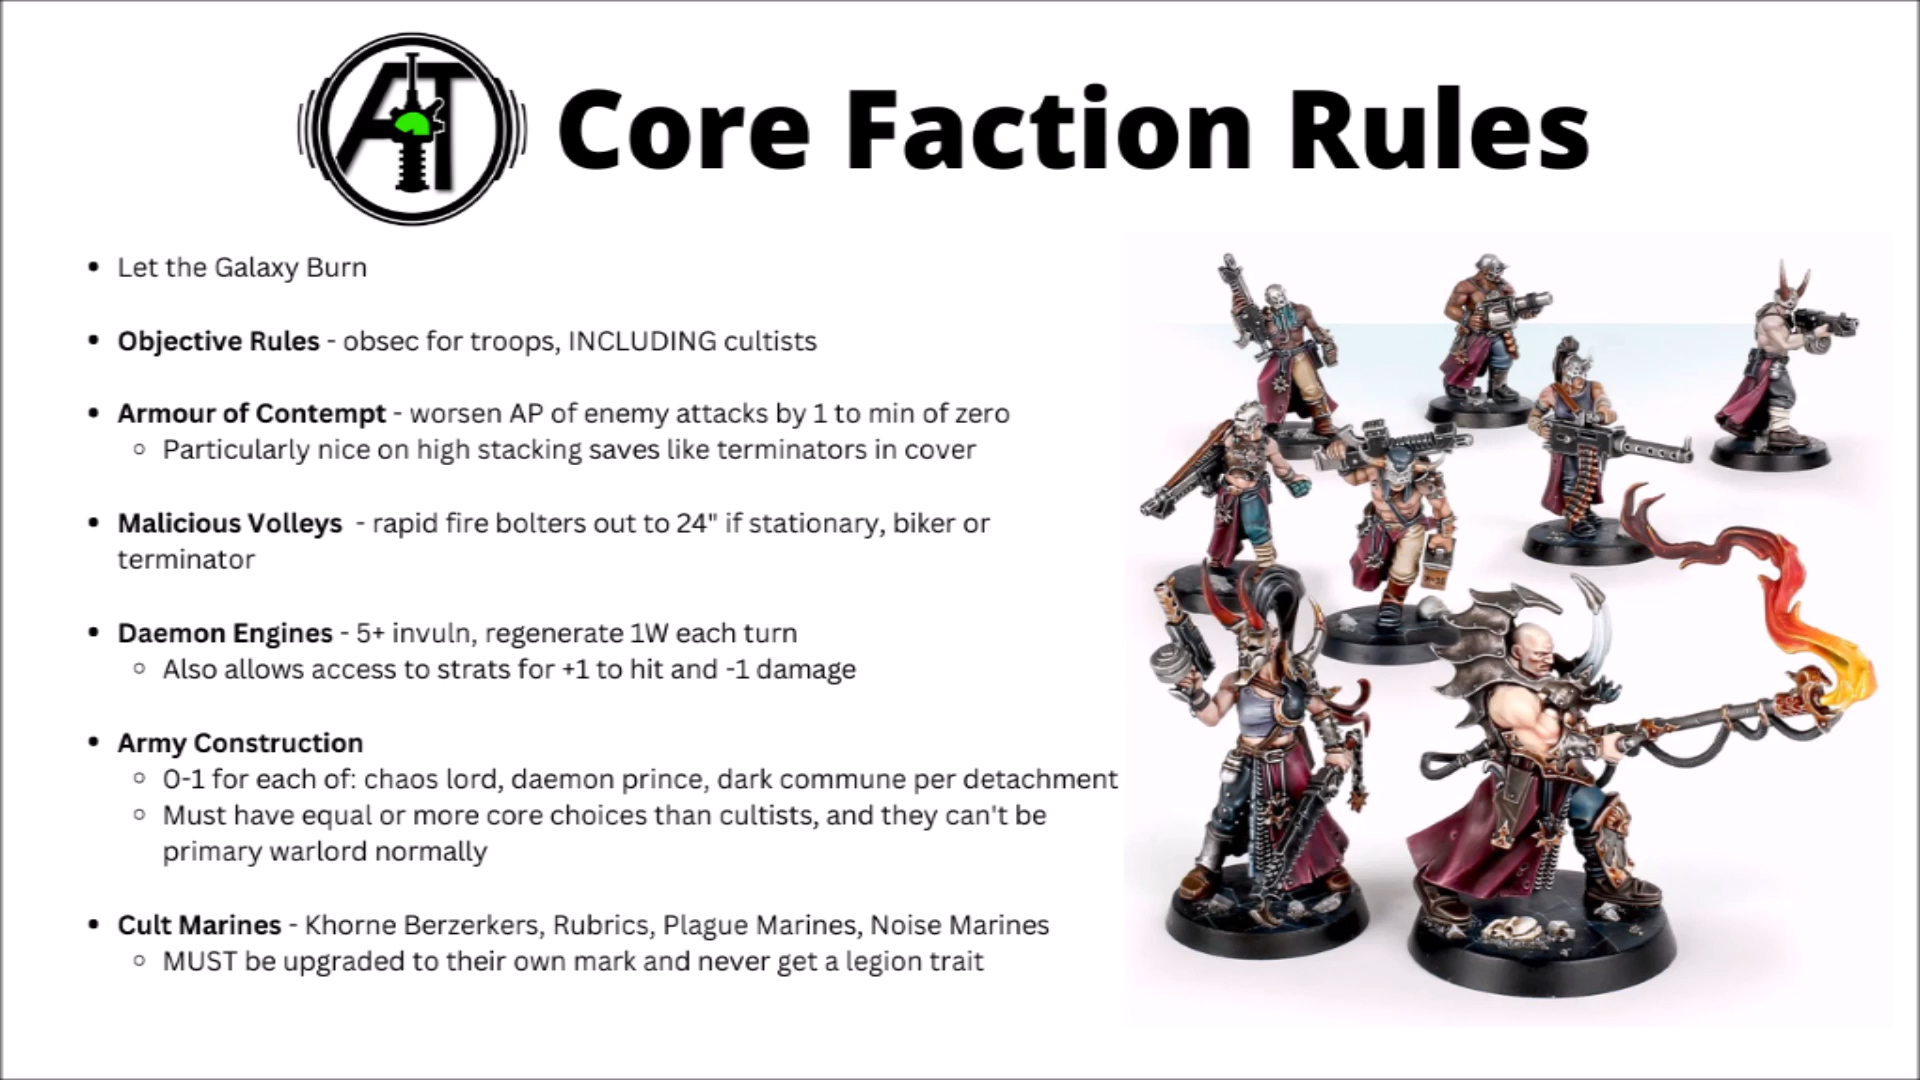 AT
Core Faction Rules
• Let the Galaxy Burn
• Objective Rules - obsec for troops, INCLUDING cultists
• Armour of Contempt - worsen AP of enemy attacks by 1 to min of zero
◦ Particularly nice on high stacking saves like terminators in cover
• Malicious Volleys - rapid fire bolters out to 24" if stationary, biker or
terminator
• Daemon Engines - 5+ invuln, regenerate 1W each turn
◦ Also allows access to strats for +1 to hit and -1 damage
• Army Construction
◦ 0-1 for each of: chaos lord, daemon prince, dark commune per detachment
◦ Must have equal or more core choices than cultists, and they can't be
primary warlord normally
• Cult Marines - Khorne Berzerkers, Rubrics, Plague Marines, Noise Marines
◦ MUST be upgraded to their own mark and never get a legion trait